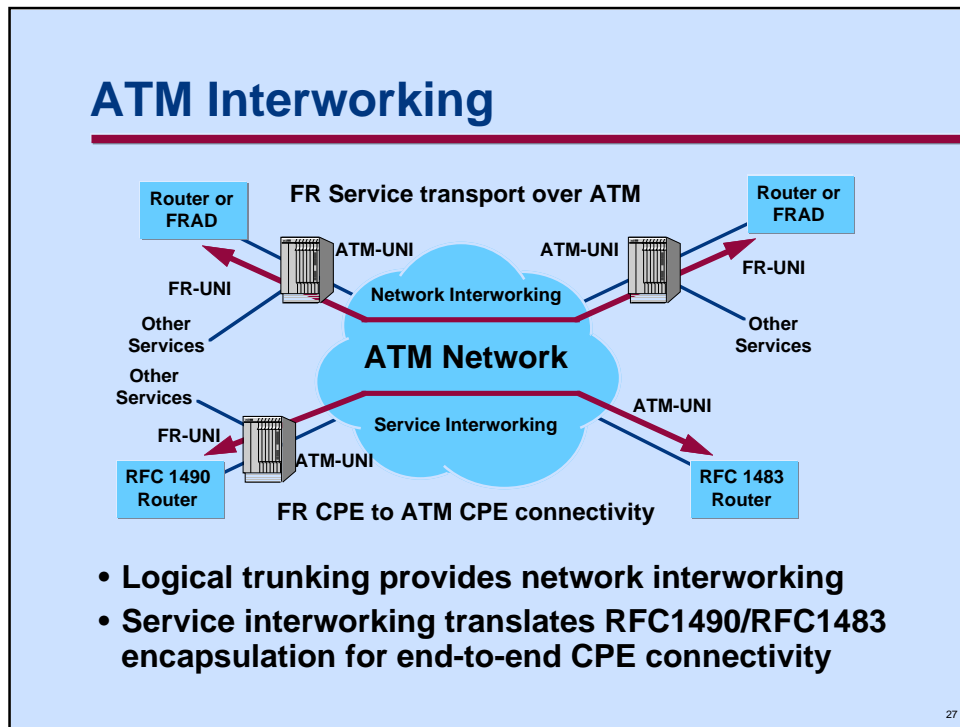 ATM Interworking
FR Service transport over ATM
Router or
FRAD
Router or
FRAD
ATM-UNI
ATM-UNI
FR-UNI
FR-UNI
Network Interworking
Other
Services
Other
Services
ATM Network
Other
Services
ATM-UNI
Service Interworking
FR-UNI
ATM-UNI
RFC 1490
Router
RFC 1483
Router
FR CPE to ATM CPE connectivity
• Logical trunking provides network interworking
• Service interworking translates RFC1490/RFC1483
encapsulation for end-to-end CPE connectivity
27